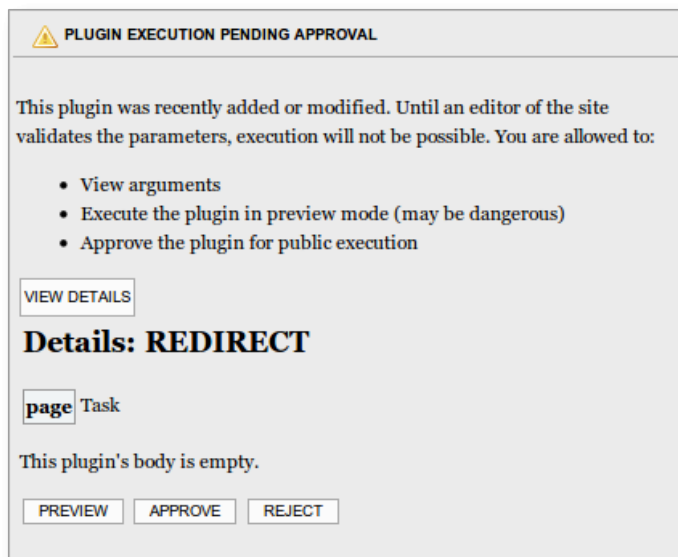 PLUGIN EXECUTION PENDING APPROVAL
This plugin was recently added or modified. Until an editor of the site
validates the parameters, execution will not be possible. You are allowed to:
• View arguments
• Execute the plugin in preview mode (may be dangerous)
• Approve the plugin for public execution
VIEW DETAILS
Details: REDIRECT
page Task
This plugin's body is empty.
PREVIEW APPROVE REJECT